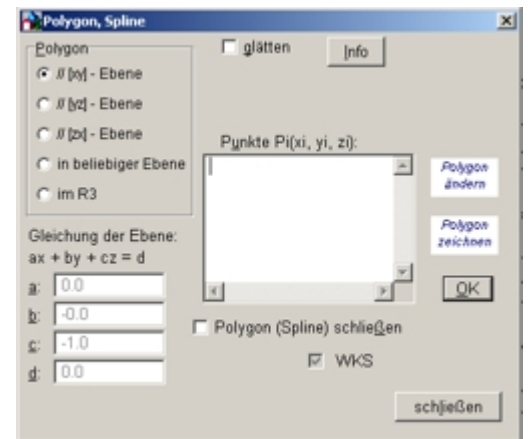 Polygon, Spline
Polygon
// [xy] - Ebene
// [yz] - Ebene
// [zx] - Ebene
in beliebiger Ebene
im R3
glätten
Info
Punkte Pi(xi, yi, zi):
Polygon
ändern
Polygon
zeichnen
OK
Gleichung der Ebene:
ax + by + cz = d
a: 0.0
b: -0.0
c: -1.0
d: 0.0
Polygon (Spline) schließen
WKS
schließen